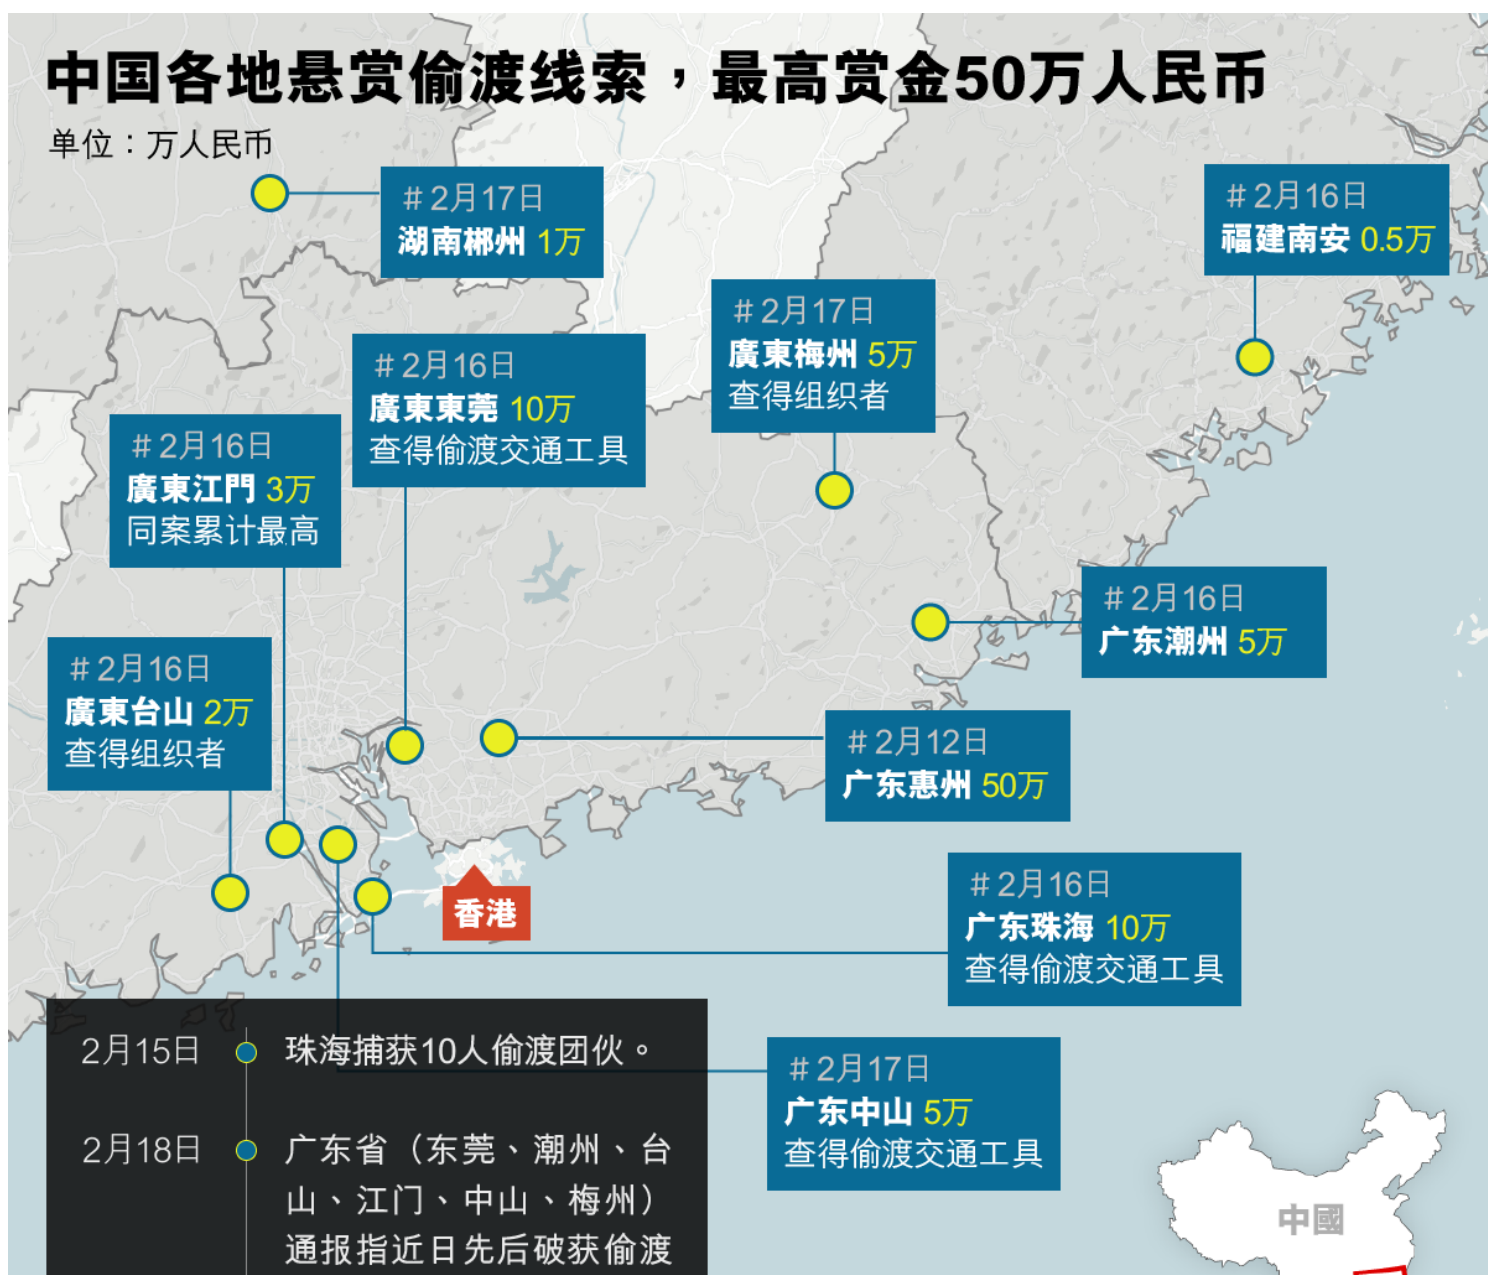 中国各地悬赏偷渡线索，最高赏金50万人民币
单位：万人民币
#2月17日
湖南郴州 1万
#2月16日
福建南安 0.5万
#2月17日
廣東梅州 5万
查得组织者
#2月16日
廣東東莞 10万
查得偷渡交通工具
#2月16日
廣東江門 3万
同案累计最高
#2月16日
广东潮州 5万
#2月16日
廣東台山 2万
查得组织者
#2月12日
广东惠州 50万
香港
#2月16日
广东珠海 10万
查得偷渡交通工具
#2月17日
广东中山 5万
查得偷渡交通工具
2月15日
珠海捕获10人偷渡团伙。
2月18日
广东省（东莞、潮州、台
山、江门、中山、梅州）
通报指近日先后破获偷渡
中國